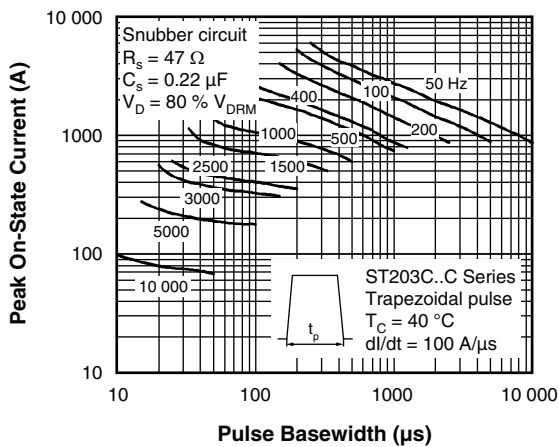 10 000
Snubber circuit
Rs = 47 Ω
Cs = 0.22 µF
VD = 80 % VDRM
50 Hz
100
400
200
1000
500
1000
1500
2500
3000
5000
100
10 000
ST203C..C Series
Trapezoidal pulse
TC = 40 °C
dI/dt = 100 A/µs
tp
10
10
100
1000
10 000
Peak On-State Current (A)
Pulse Basewidth (µs)